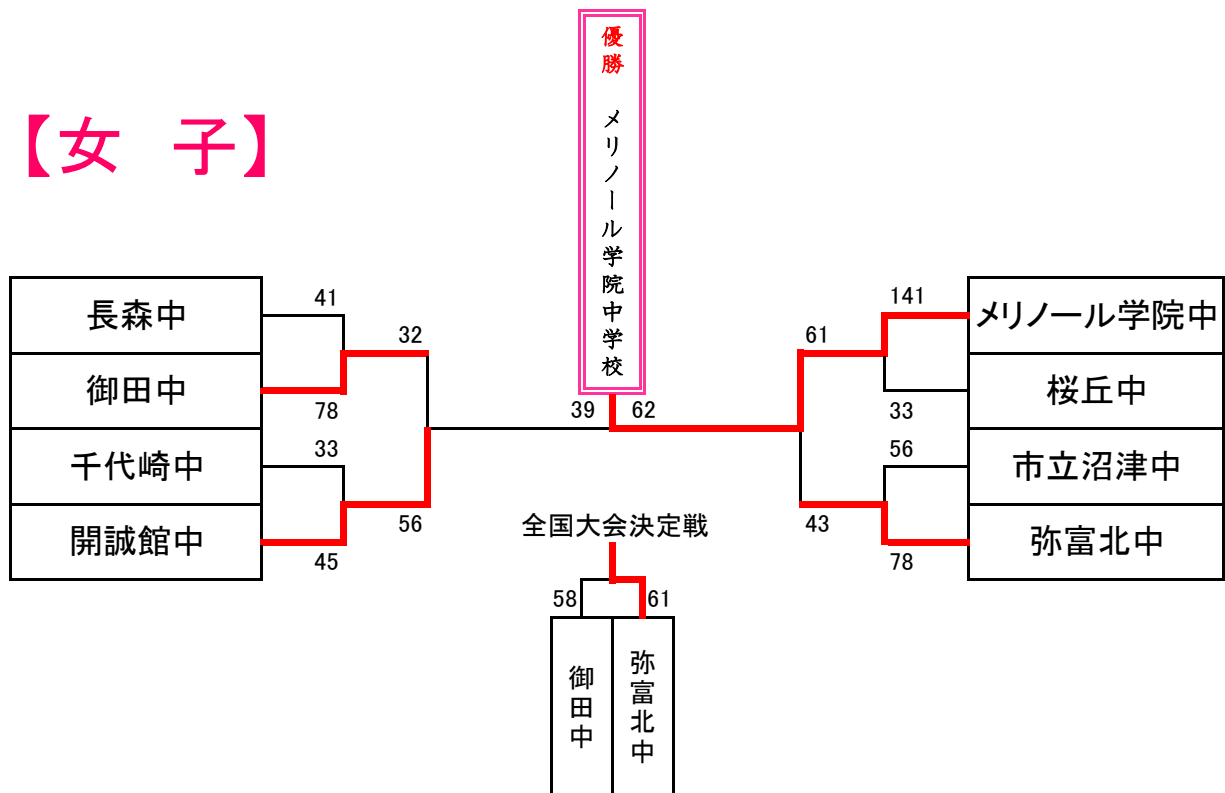 優勝 メリノール学院中学校
【女 子】
長森中
御田中
千代崎中
開誠館中
41
78
33
45
32
56
39
62
61
43
141
33
56
78
メリノール学院中
桜丘中
市立沼津中
弥富北中
全国大会決定戦
58
61
御田中
弥富北中